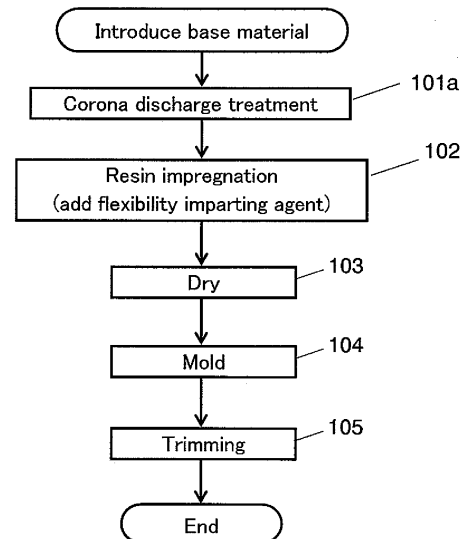 Introduce base material
101a
Corona discharge treatment
102
Resin impregnation
(add flexibility imparting agent)
103
Dry
104
Mold
105
Trimming
End